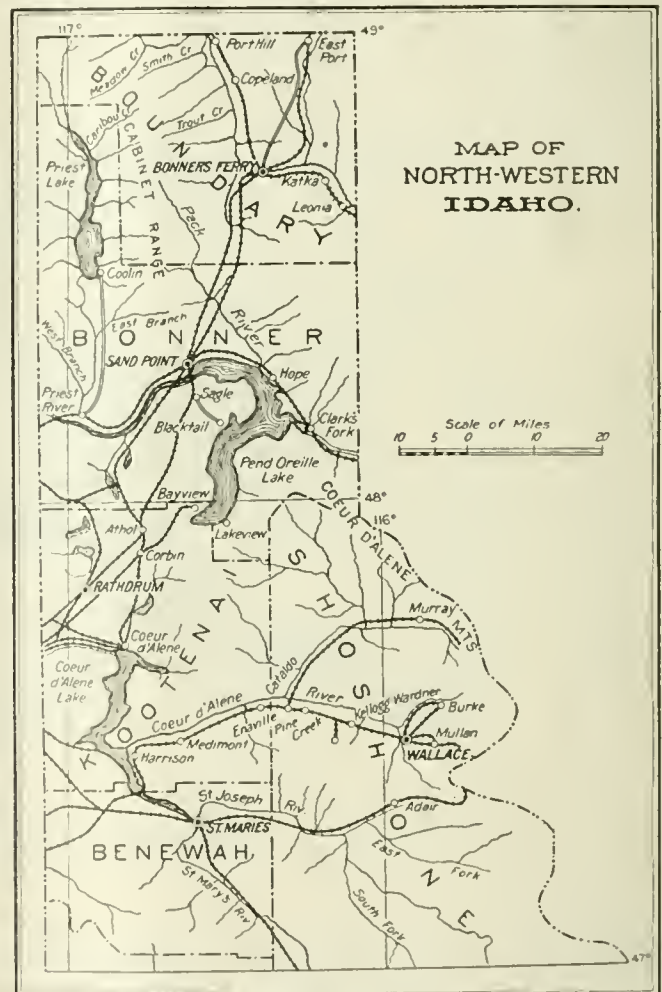 117°
49°
Port Hill
East
Port
Smith Cr
Meadow Cr
Copeland
BOUNDARY
Caribou Cr
Trout Cr
CABINET RANGE
MAP OF
NORTH-WESTERN
IDAHO.
Priest
Lake
BONNERS FERRY
Katka
Leonia
Pack
River
Coolin
East Branch
West Branch
BONNER
SAND POINT
Hope
Priest
River
Sagle
Blacktail
Clark's
Fork
Scale of Miles
10 5 0 10 20
Pend Oreille
Lake
Bayview
48°
116°
COEUR D'ALENE
MTS
Athol
Lakeview
Corbin
RATHDRUM
KOOTENAI
SHOSHONE
Murray
Coeur
d'Alene
Coeur
d'Alene
Lake
Cataldo
Coeur d'Alene River
Kellogg Wardner
Burke
Enaville
Pine
Creek
Mullan
Medimont
WALLACE
Harrison
St Joseph Riv.
Adair
ST. MARIES
BENEWAH
East Fork
St Mary's Riv
South Fork
47°